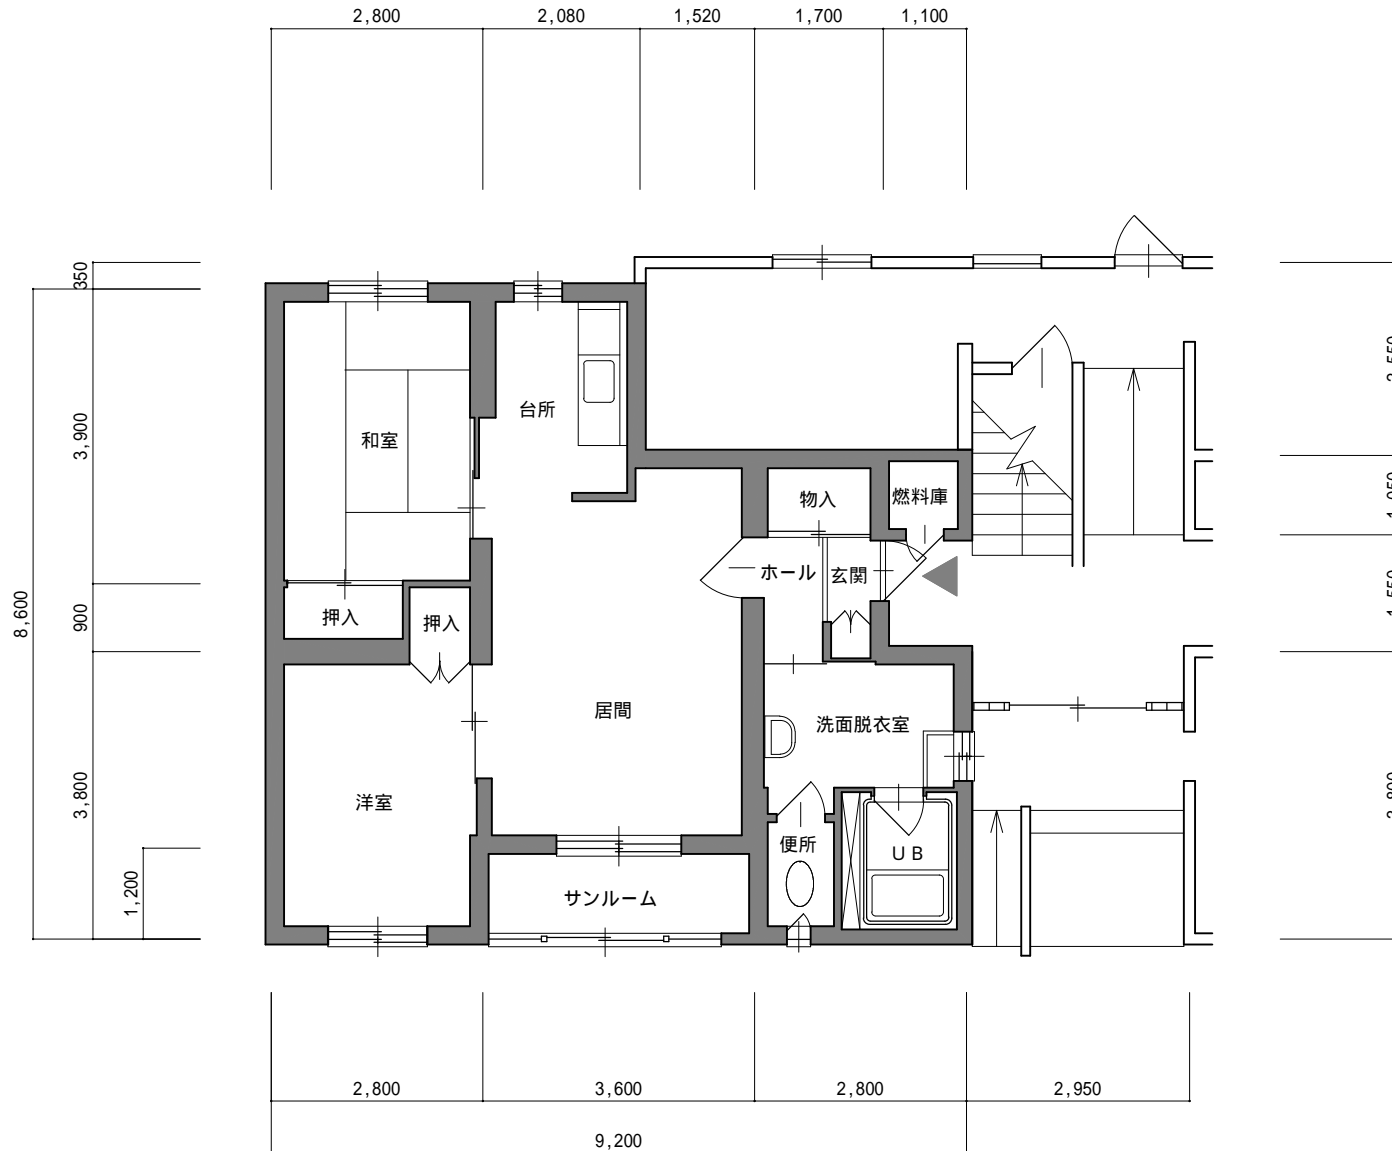 2,800
2,080
1,520
1,700
1,100
350
3,900
900
8,600
3,800
1,200
台所
和室
物入
燃料庫
ホール
玄関
押入
押入
居間
洗面脱衣室
洋室
便所
ＵＢ
サンルーム
2,800
3,600
2,800
2,950
9,200